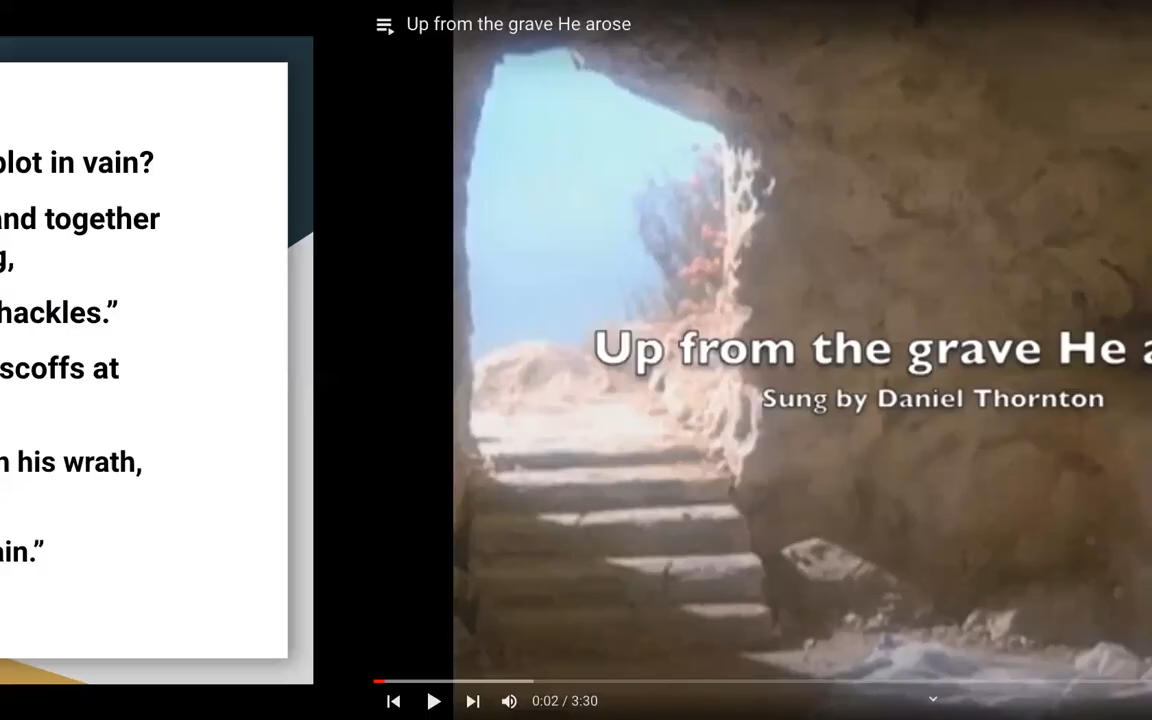 plot in vain?
and together
g,
hackles.”
scoffs at
n his wrath,
ain.”
Up from the grave He arose
Up from the grave He a
Sung by Daniel Thornton
0:02 / 3:30